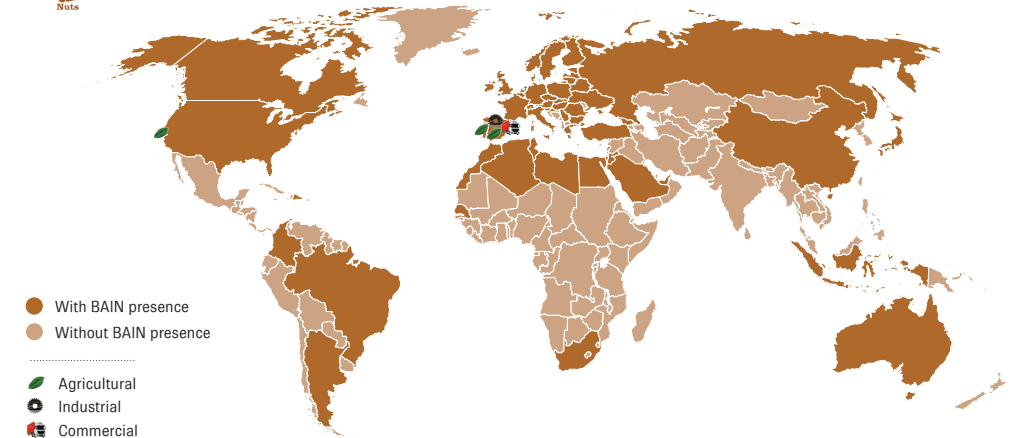 Nuts
With BAIN presence
Without BAIN presence
Agricultural
Industrial
Commercial